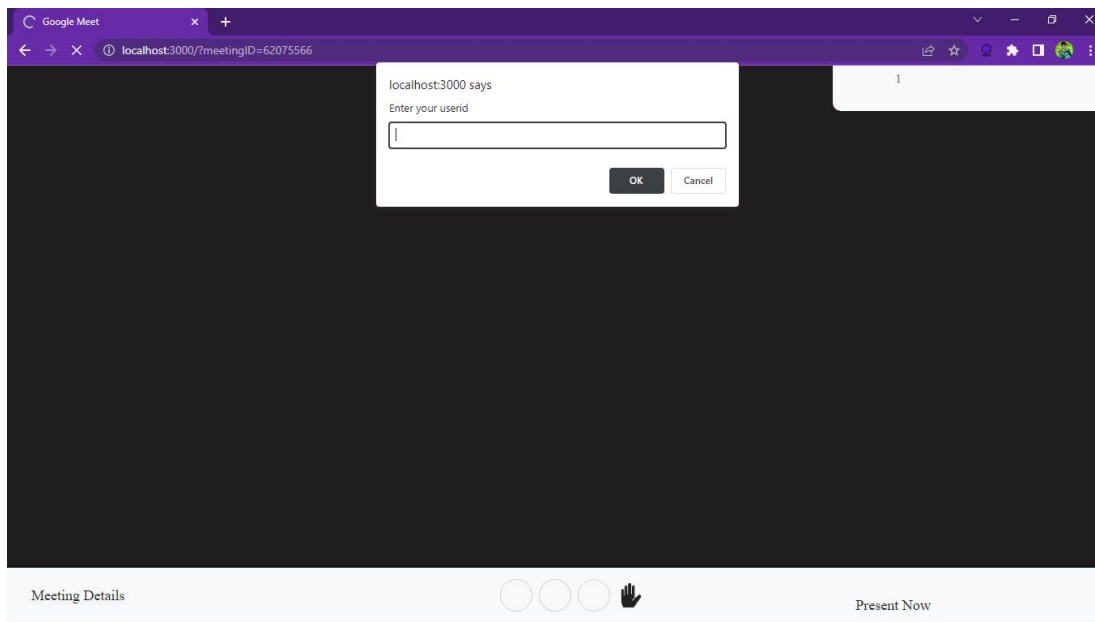 Google Meet
localhost:3000/?meetingID=62075566
localhost:3000 says
1
Enter your userid
OK
Cancel
Meeting Details
Present Now